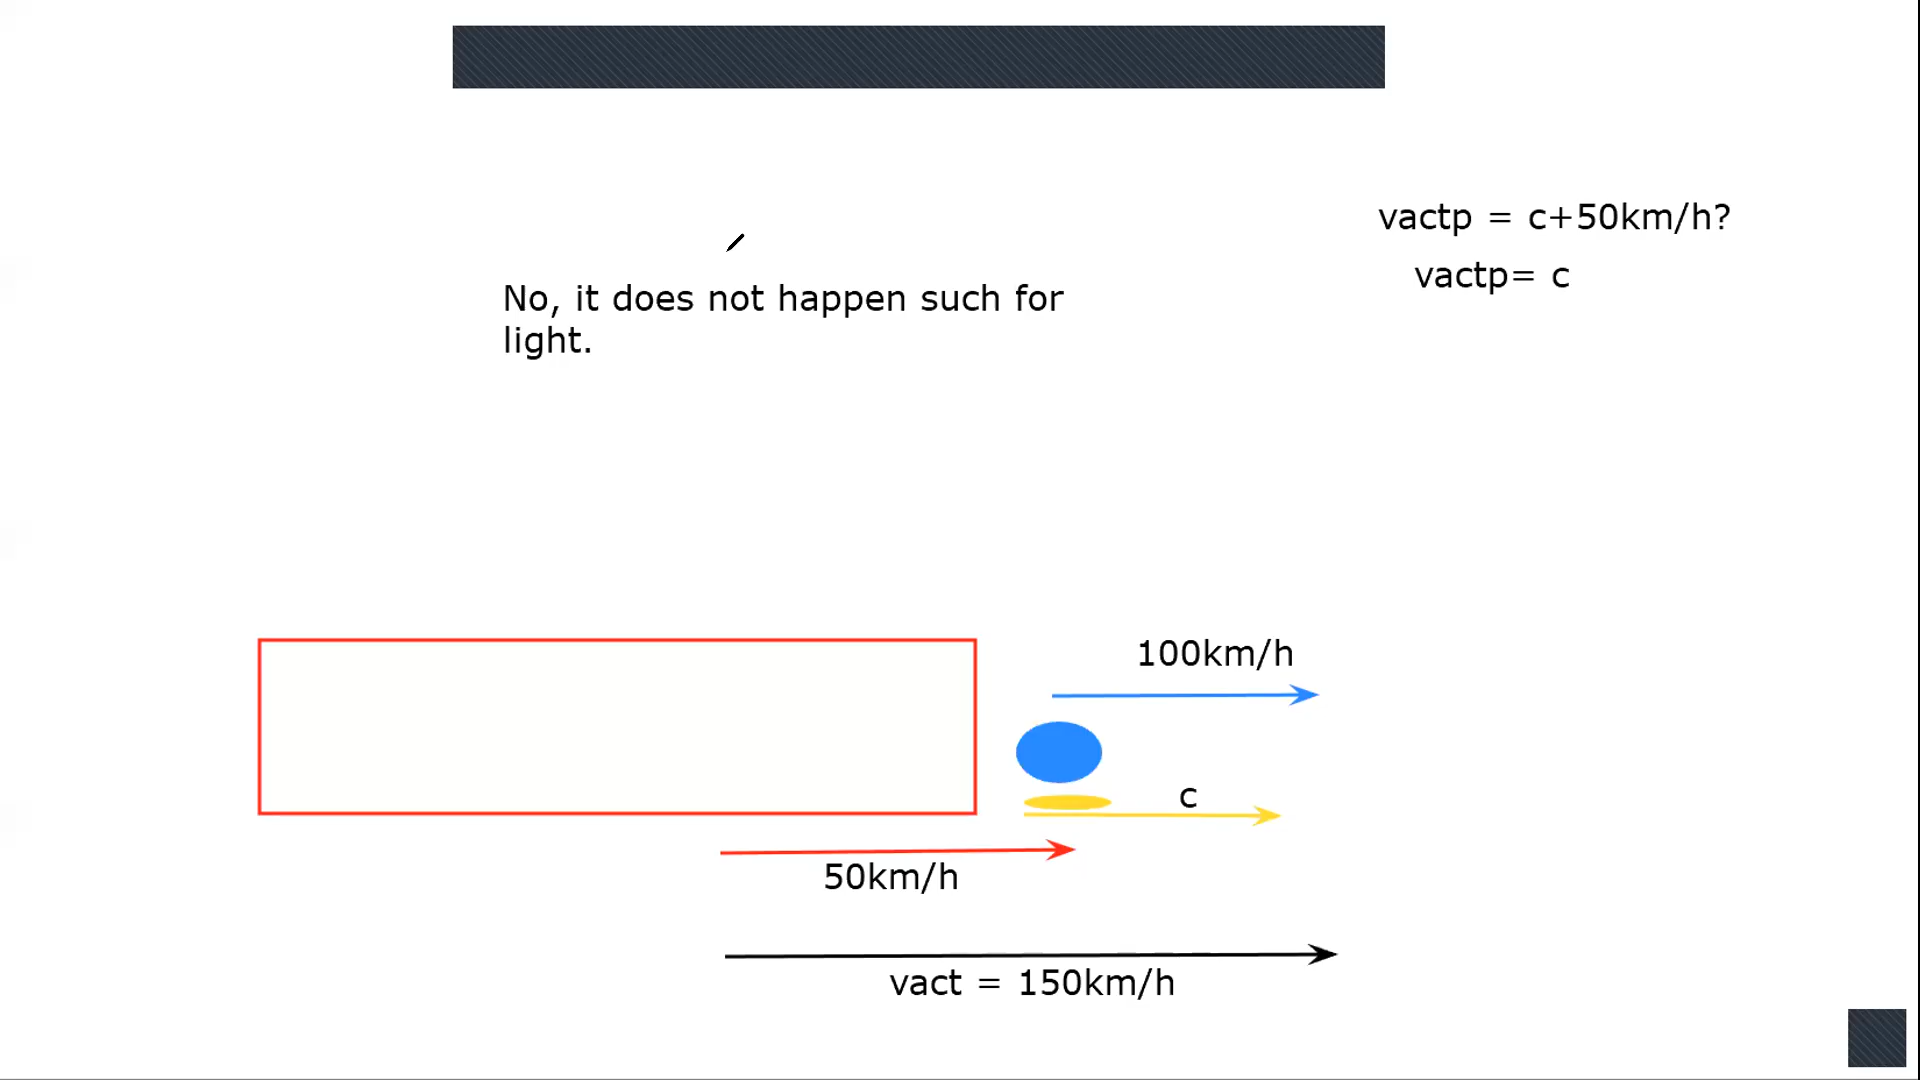 vactp = c+50km/h?
vactp= c
No, it does not happen such for
light.
100km/h
c
50km/h
vact = 150km/h